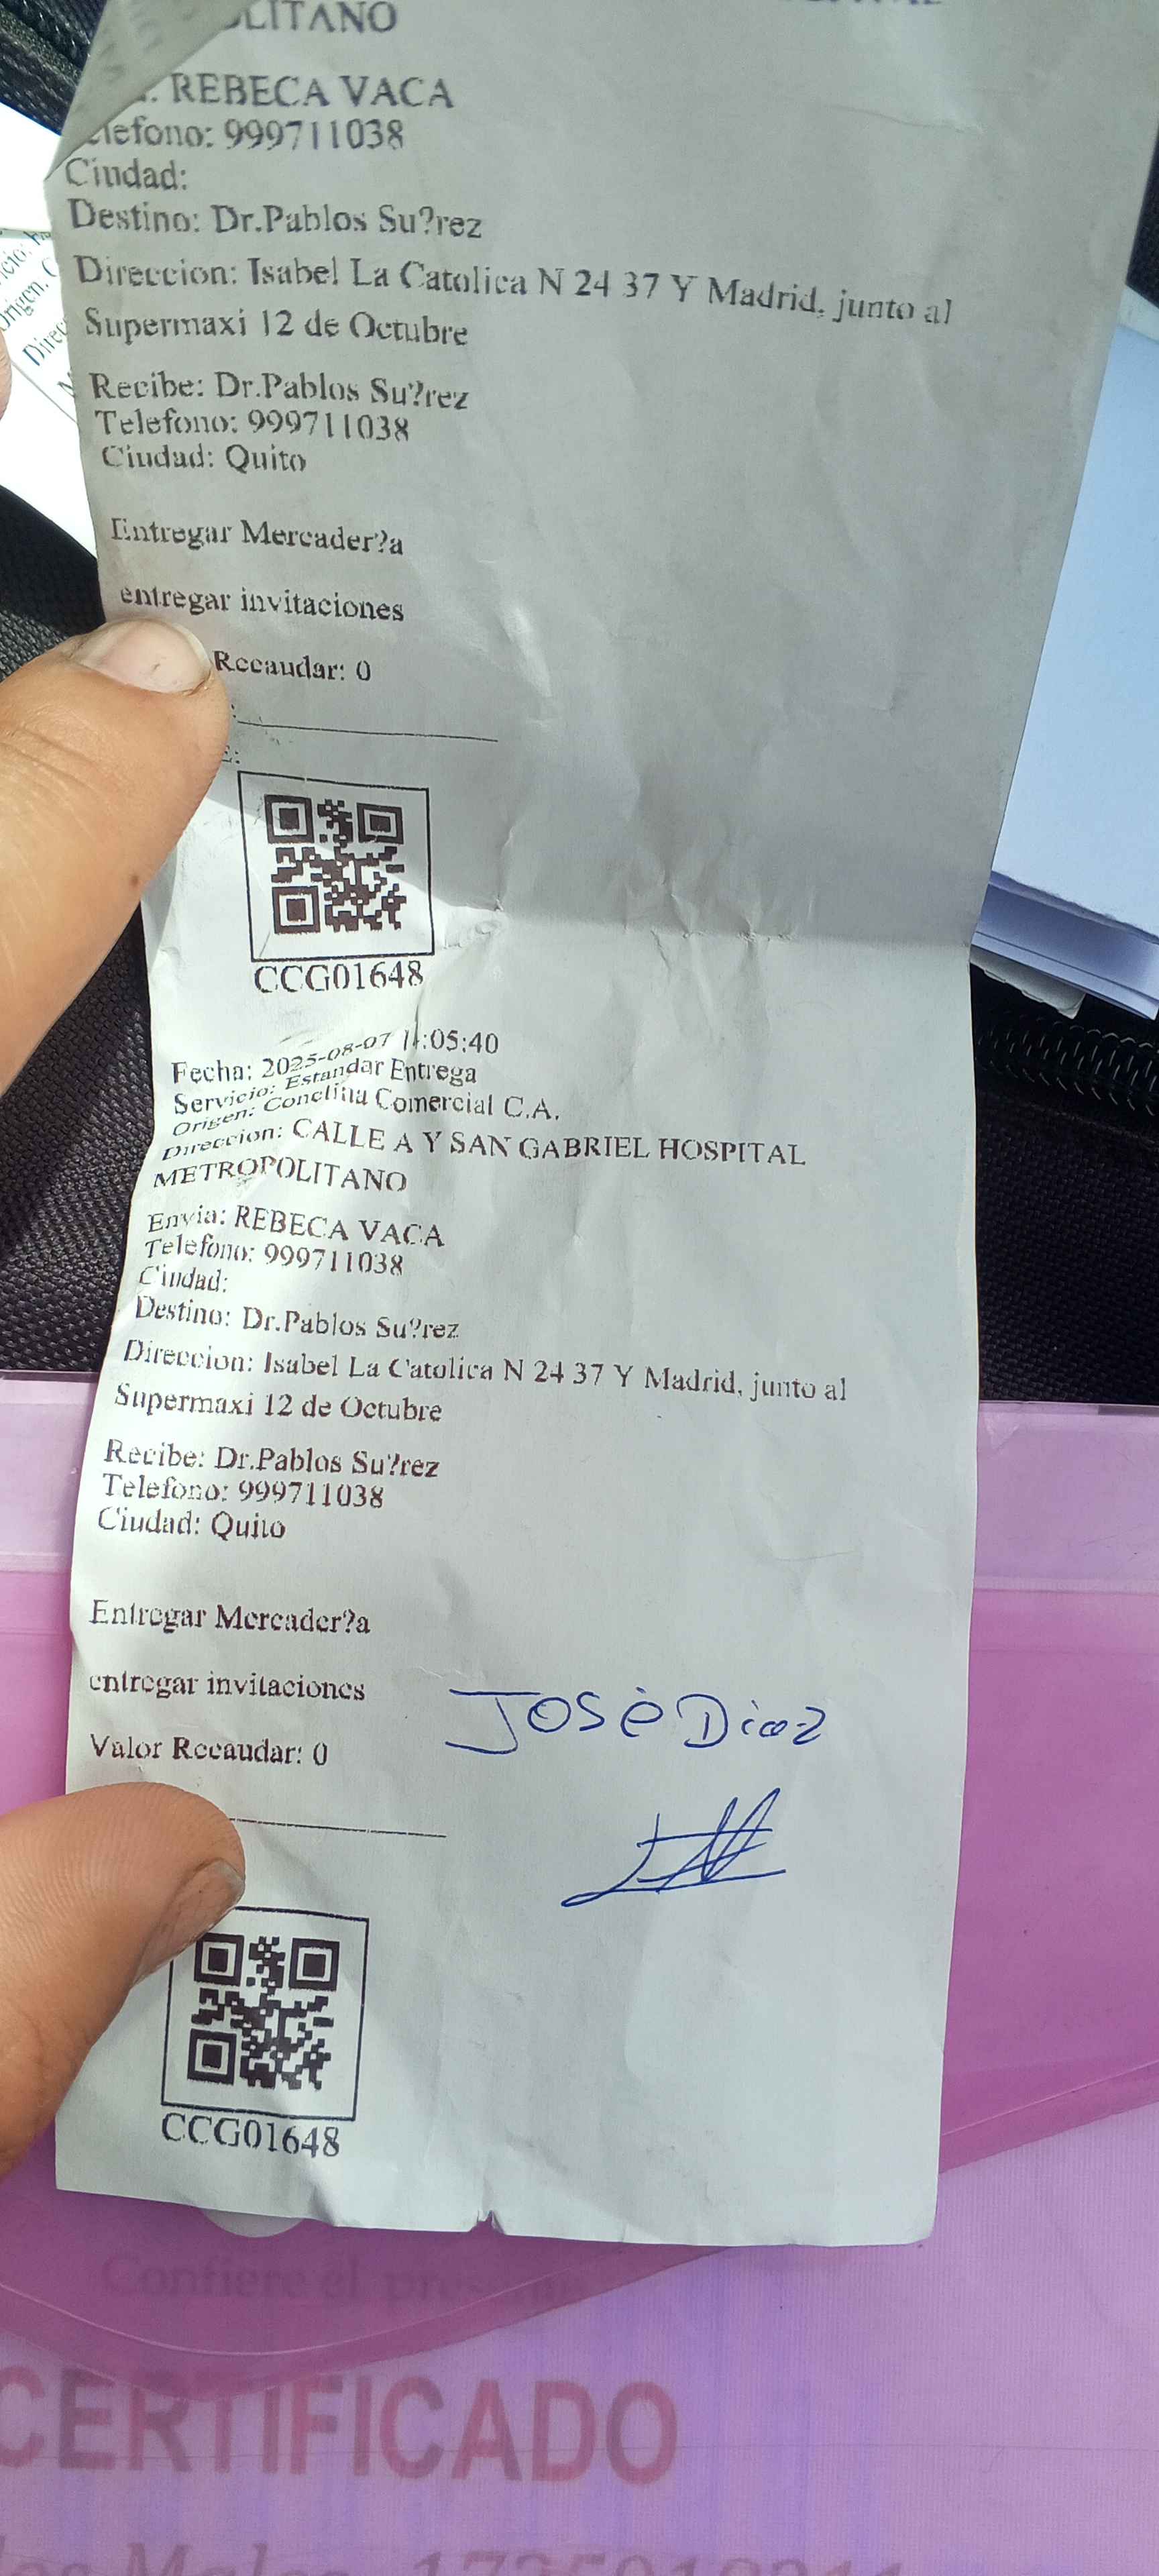 OLITANO
REBECA VACA
elefono: 999711038
Ciudad:
Destino: Dr.Pablos Su?rez
Direccion: Isabel La Catolica N 24 37 Y Madrid, junto al
Supermaxi 12 de Octubre
Recibe: Dr.Pablos Su?rez
Telefono: 999711038
Ciudad: Quito
Entregar Mercader?a
entregar invitaciones
Recaudar: 0
CCG01648
Fecha: 2025-08-07 11:05:40
Servicio: Estandar Entrega
Origen: Conclina Comercial C.A.
Direccion: CALLE A Y SAN GABRIEL HOSPITAL
METROPOLITANO
Envia: REBECA VACA
Telefono: 999711038
Ciudad:
Destino: Dr.Pablos Su?rez
Direccion: Isabel La Catolica N 24 37 Y Madrid, junto al
Supermaxi 12 de Octubre
Recibe: Dr.Pablos Su?rez
Telefono: 999711038
Ciudad: Quito
Entregar Mercader?a
entregar invitaciones
Valor Recaudar: 0
José Diaz
CCG01648
Contiene el
CERTIFICADO